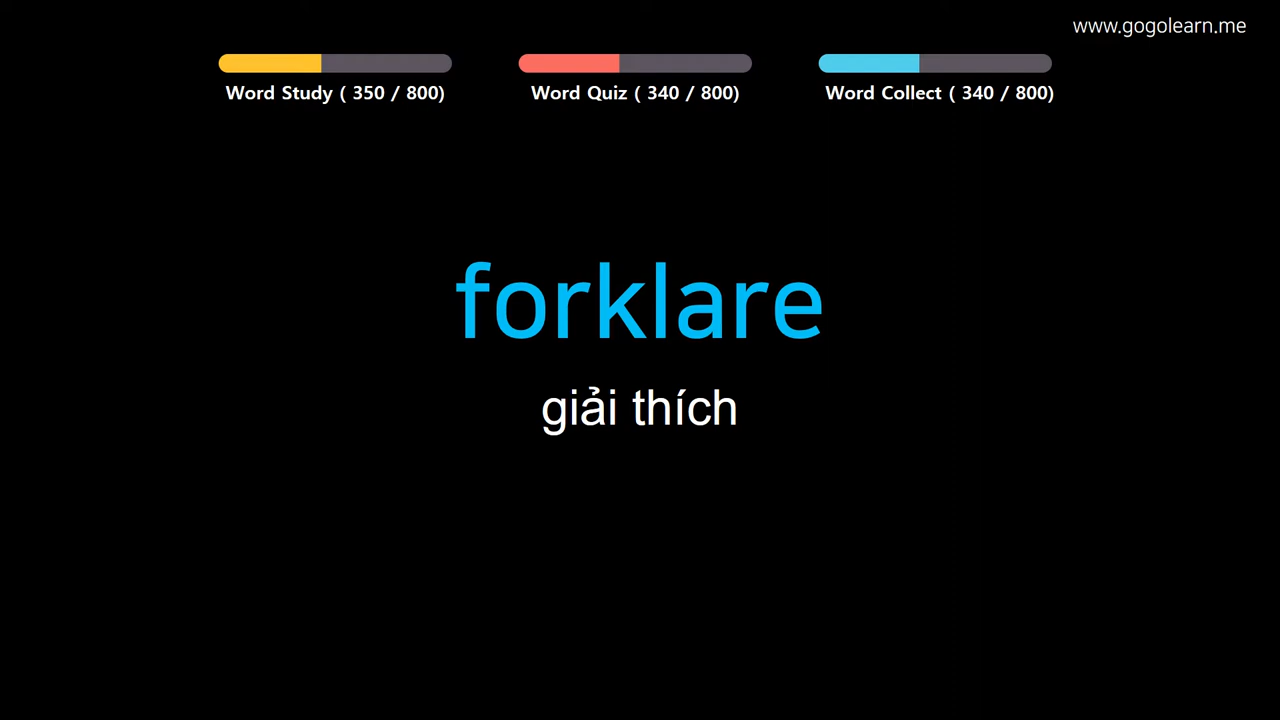 www.gogolearn.me
Word Study ( 350 / 800)
Word Quiz ( 340 / 800)
Word Collect ( 340 / 800)
forklare
giải thích